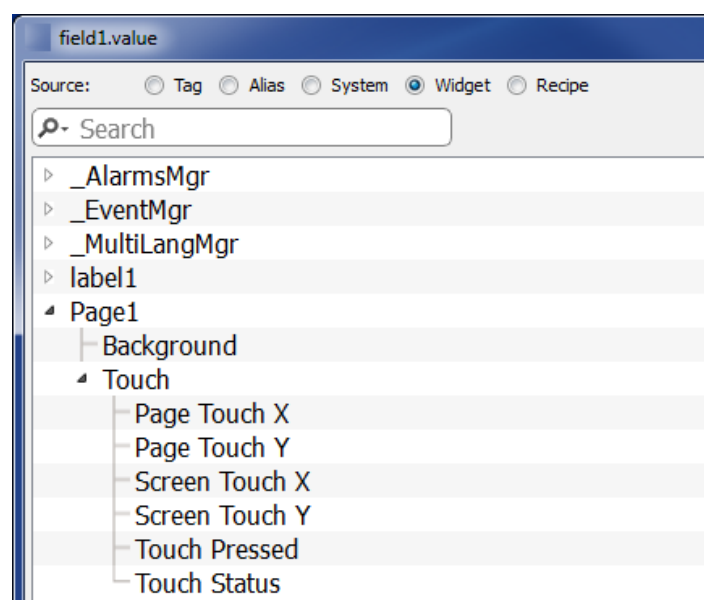 field1.value
Source: Tag Alias System Widget Recipe
Search
_AlarmsMgr
_EventMgr
_MultiLangMgr
label1
Page1
Background
Touch
Page Touch X
Page Touch Y
Screen Touch X
Screen Touch Y
Touch Pressed
Touch Status